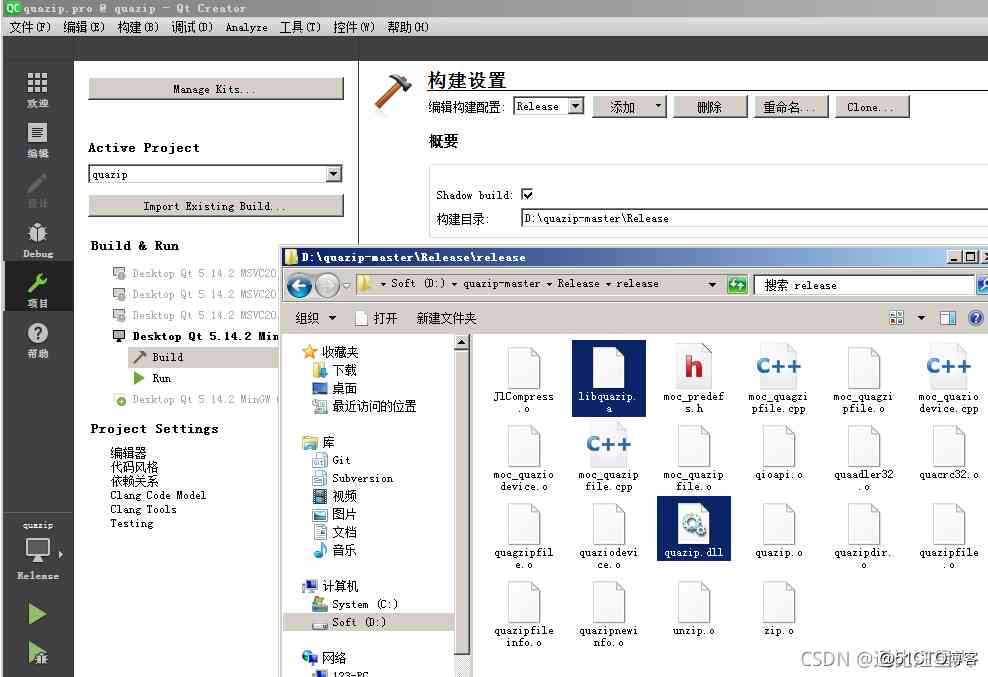 quazip.pro @ quazip - Qt Creator
文件(F) 编辑(E) 构建(B) 调试(D) Analyze 工具(T) 控件(W) 帮助(H)
欢迎
编辑
设计
Debug
项目
帮助
quazip
Release
Manage Kits...
Active Project
quazip
Import Existing Build...
Build & Run
Desktop Qt 5.14.2 MSVC20
Desktop Qt 5.14.2 MSVC20
Desktop Qt 5.14.2 MSVC20
Desktop Qt 5.14.2 Min
Build
Run
Desktop Qt 5.14.2 MinGW
Project Settings
编辑器
代码风格
依赖关系
Clang Code Model
Clang Tools
Testing
构建设置
编辑构建配置: Release 添加 删除 重命名... Clone...
概要
Shadow build:
构建目录: D:\quazip-master\Release
D:\quazip-master\Release\release
Soft (D:) quazip-master Release release 搜索 release
组织 打开 新建文件夹
收藏夹
下载
桌面
最近访问的位置
库
Git
Subversion
视频
图片
文档
音乐
计算机
System (C:)
Soft (D:)
网络
123-PC
JlCompress.o
libquazip.a
moc_predefs.h
moc_quagzipfile.cpp
moc_quagzipfile.o
moc_quaziodevice.cpp
moc_quaziodevice.o
moc_quazipfile.cpp
moc_quazipfile.o
qioapi.o
quaadler32.o
quacrc32.o
quagzipfile.o
quaziodevice.o
quazip.dll
quazip.o
quazipdir.o
quazipfile.o
quazipfileinfo.o
quazipnewinfo.o
unzip.o
zip.o
CSDN @
@51CTO博客